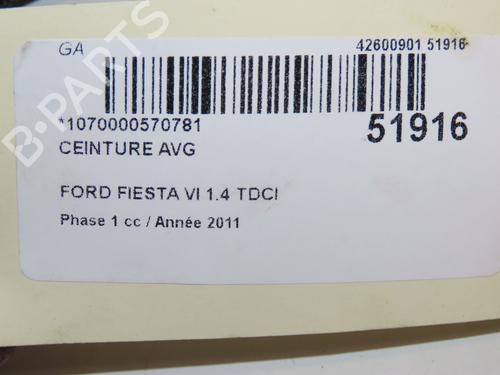 GA
42600901 51916
*1070000570781
51916
CEINTURE AVG
FORD FIESTA VI 1.4 TDCI
Phase 1 cc / Année 2011
B-PARTS